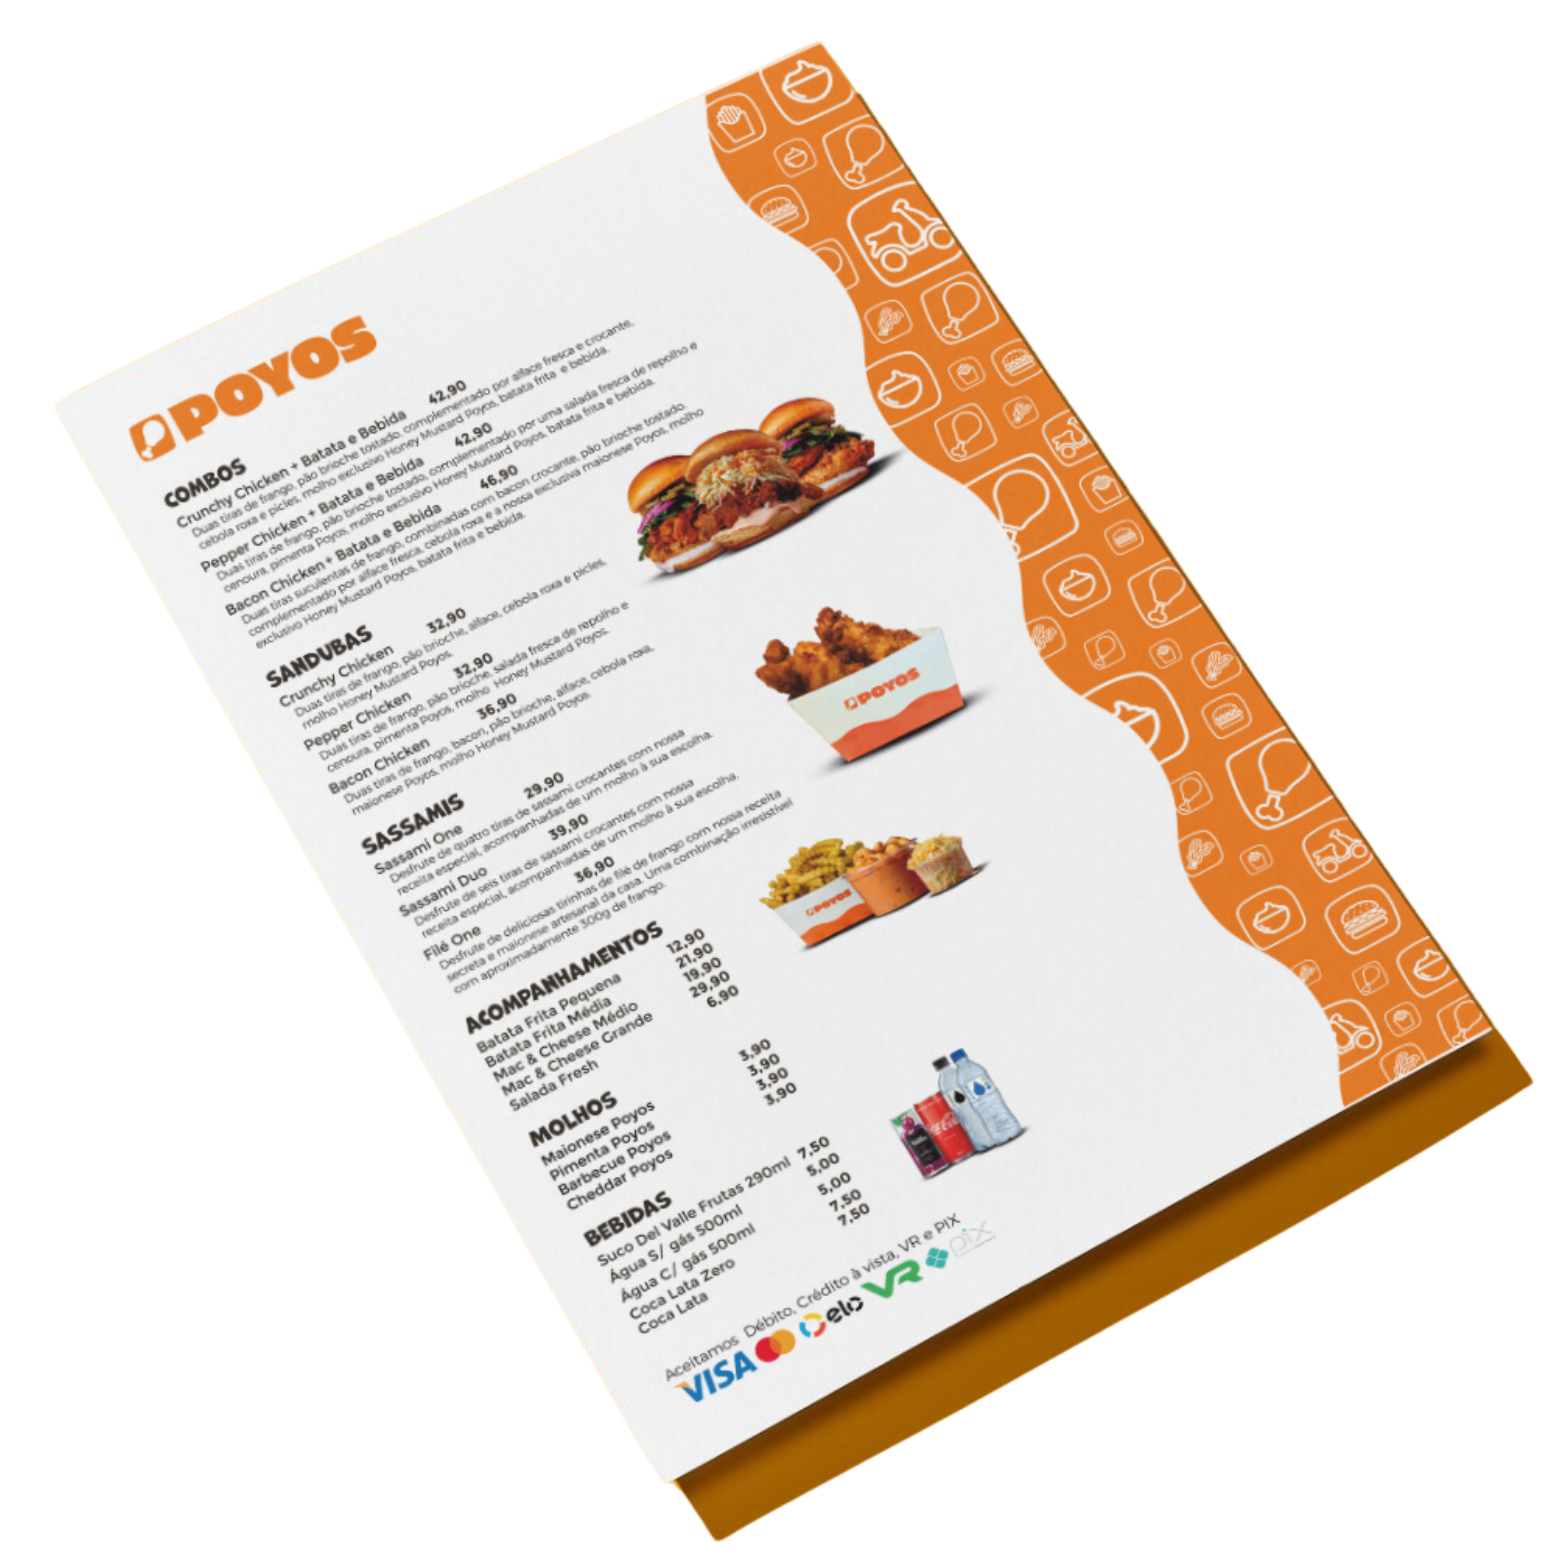 POYOS
COMBOS
Crunchy Chicken + Batata e Bebida 42,90
Duas tiras de frango, pão brioche tostado, complementado por alface fresca e crocante,
cebola roxa e picles, molho exclusivo Honey Mustard Poyos, batata frita e bebida.
Pepper Chicken + Batata e Bebida 42,90
Duas tiras de frango, pão brioche tostado, complementado por uma salada fresca de repolho e
cenoura, pimenta Poyos, molho exclusivo Honey Mustard Poyos, batata frita e bebida.
Bacon Chicken+ Batata e Bebida 46,90
Duas tiras suculentas de frango, combinadas com bacon crocante, pão brioche tostado,
complementado por alface fresca, cebola roxa e a nossa exclusiva maionese Poyos, molho
exclusivo Honey Mustard Poyos, batata frita e bebida.
SANDUBAS
Crunchy Chicken 32,90
Duas tiras de frango, pão brioche, alface, cebola roxa e picles,
molho Honey Mustard Poyos.
Pepper Chicken 32,90
Duas tiras de frango, pão brioche, salada fresca de repolho e
cenoura, pimenta Poyos, molho Honey Mustard Poyos.
Bacon Chicken 36,90
Duas tiras de frango, bacon, pão brioche, alface, cebola roxa,
maionese Poyos, molho Honey Mustard Poyos.
SASSAMIS
Sassami One 29,90
Desfrute de quatro tiras de sassami crocantes com nossa
receita especial, acompanhadas de um molho à sua escolha.
Sassami Duo 39,90
Desfrute de seis tiras de sassami crocantes com nossa
receita especial, acompanhadas de um molho à sua escolha.
Filé One 36,90
Desfrute de deliciosas tirinhas de filé de frango com nossa receita
secreta e maionese artesanal da casa. Uma combinação irresistível
com aproximadamente 300g de frango.
ACOMPANHAMENTOS
Batata Frita Pequena 12,90
Batata Frita Média 21,90
Mac & Cheese Médio 19,90
Mac & Cheese Grande 29,90
Salada Fresh 6,90
MOLHOS
Maionese Poyos 3,90
Pimenta Poyos 3,90
Barbecue Poyos 3,90
Cheddar Poyos 3,90
BEBIDAS
Suco Del Valle Frutas 290ml 7,50
Água S/ gás 500ml 5,00
Água C/ gás 500ml 5,00
Coca Lata Zero 7,50
Coca Lata 7,50
Aceitamos Débito, Crédito à vista, VR e PIX
VISA elo VR pix
POYOS
POYOS